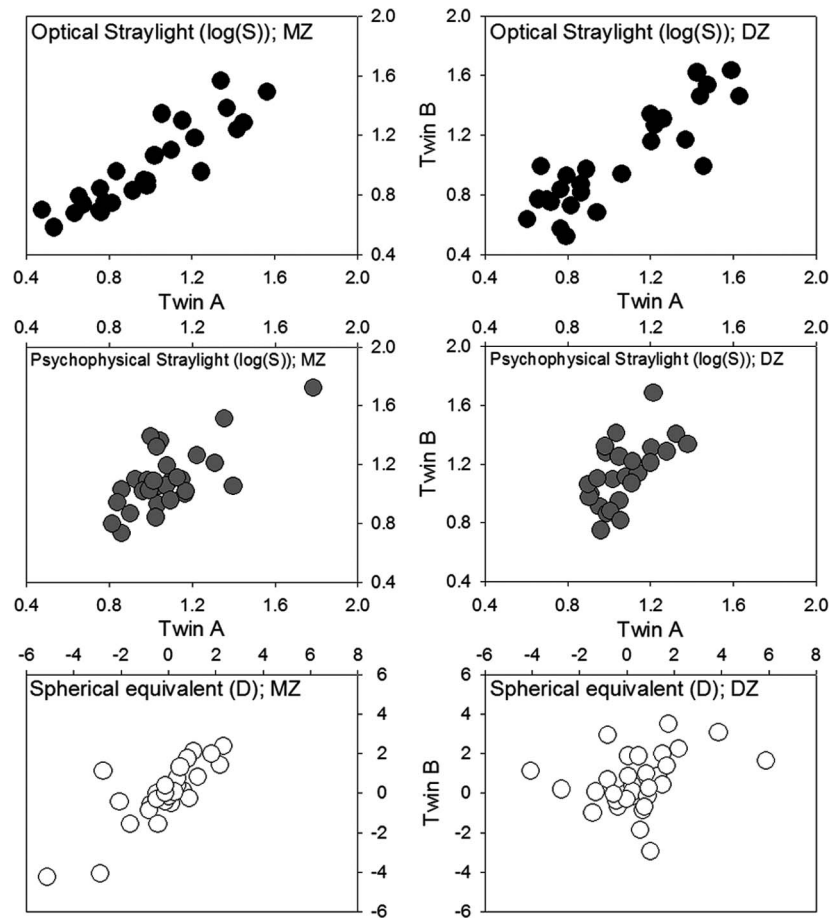 Optical Straylight (log(S)); MZ
2.0
1.6
1.2
0.8
0.4
0.4 0.8 1.2 1.6 2.0
Twin A
Optical Straylight (log(S)); DZ
Twin B
2.0
1.6
1.2
0.8
0.4
0.4 0.8 1.2 1.6 2.0
Twin A
0.4 0.8 1.2 1.6 2.0
Psychophysical Straylight (log(S)); MZ
2.0
1.6
1.2
0.8
0.4
0.4 0.8 1.2 1.6 2.0
Twin A
Psychophysical Straylight (log(S)); DZ
Twin B
2.0
1.6
1.2
0.8
0.4
0.4 0.8 1.2 1.6 2.0
Twin A
-6 -4 -2 0 2 4 6 8
Spherical equivalent (D); MZ
6
4
2
0
-2
-4
-6
-6 -4 -2 0 2 4 6 8
Spherical equivalent (D); DZ
Twin B
6
4
2
0
-2
-4
-6